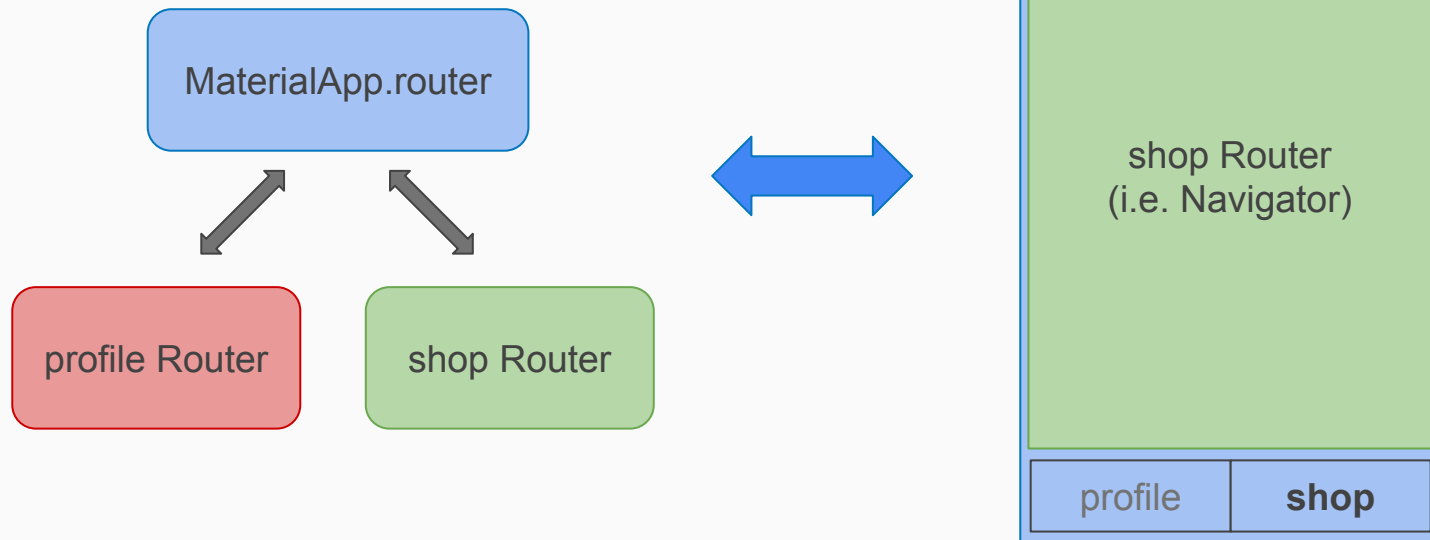 MaterialApp.router
profile Router
shop Router
shop Router
(i.e. Navigator)
profile
shop